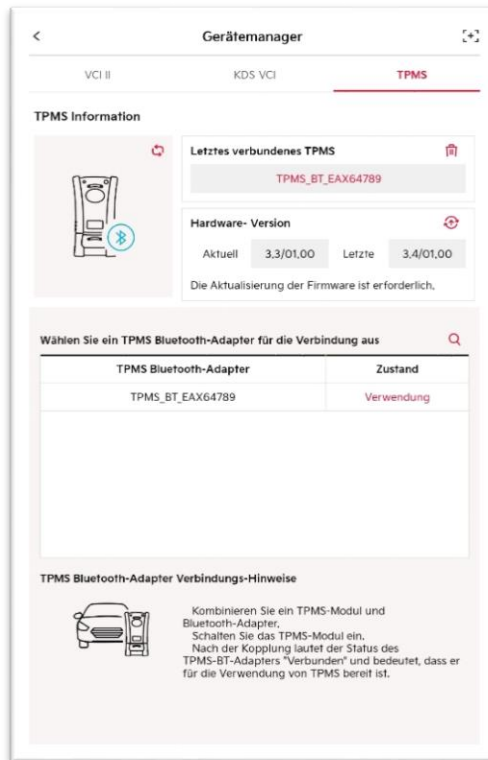 Gerätemanager
VCI II KDS VCI TPMS
TPMS Information
Letztes verbundenes TPMS
TPMS_BT_EAX64789
Hardware- Version
Aktuell 3,3/01,00 Letzte 3,4/01,00
Die Aktualisierung der Firmware ist erforderlich,
Wählen Sie ein TPMS Bluetooth-Adapter für die Verbindung aus
TPMS Bluetooth-Adapter Zustand
TPMS_BT_EAX64789 Verwendung
TPMS Bluetooth-Adapter Verbindungs-Hinweise
Kombinieren Sie ein TPMS-Modul und
Bluetooth-Adapter,
Schalten Sie das TPMS-Modul ein.
Nach der Kopplung lautet der Status des
TPMS-BT-Adapters "Verbunden" und bedeutet, dass er
für die Verwendung von TPMS bereit ist.